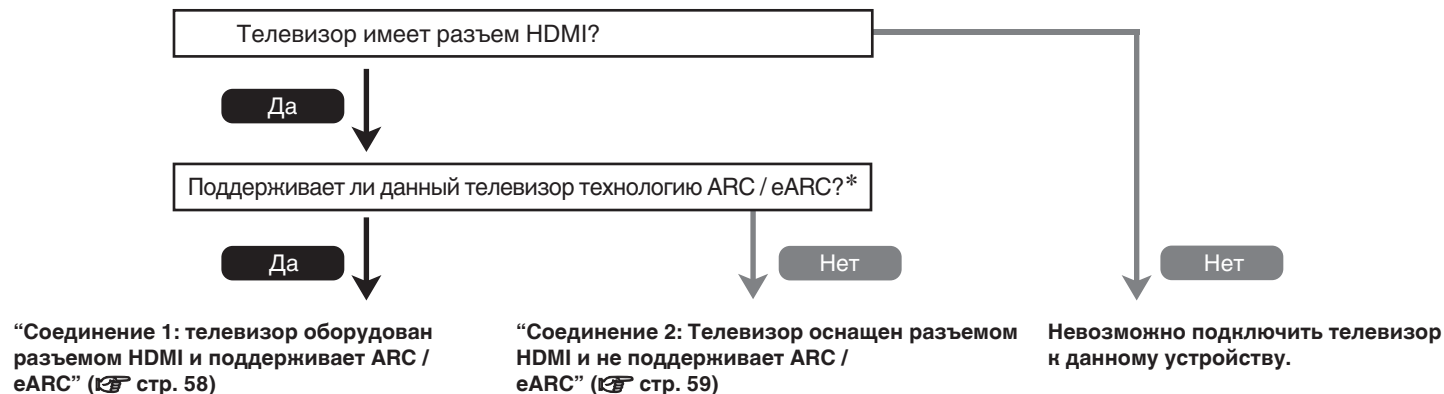 Телевизор имеет разъем HDMI?
Да
Поддерживает ли данный телевизор технологию ARC / eARC?*
Да
Нет
Нет
“Соединение 1: телевизор оборудован
разъемом HDMI и поддерживает ARC /
eARC” (☞ стр. 58)
“Соединение 2: Телевизор оснащен разъемом
HDMI и не поддерживает ARC /
eARC” (☞ стр. 59)
Невозможно подключить телевизор
к данному устройству.